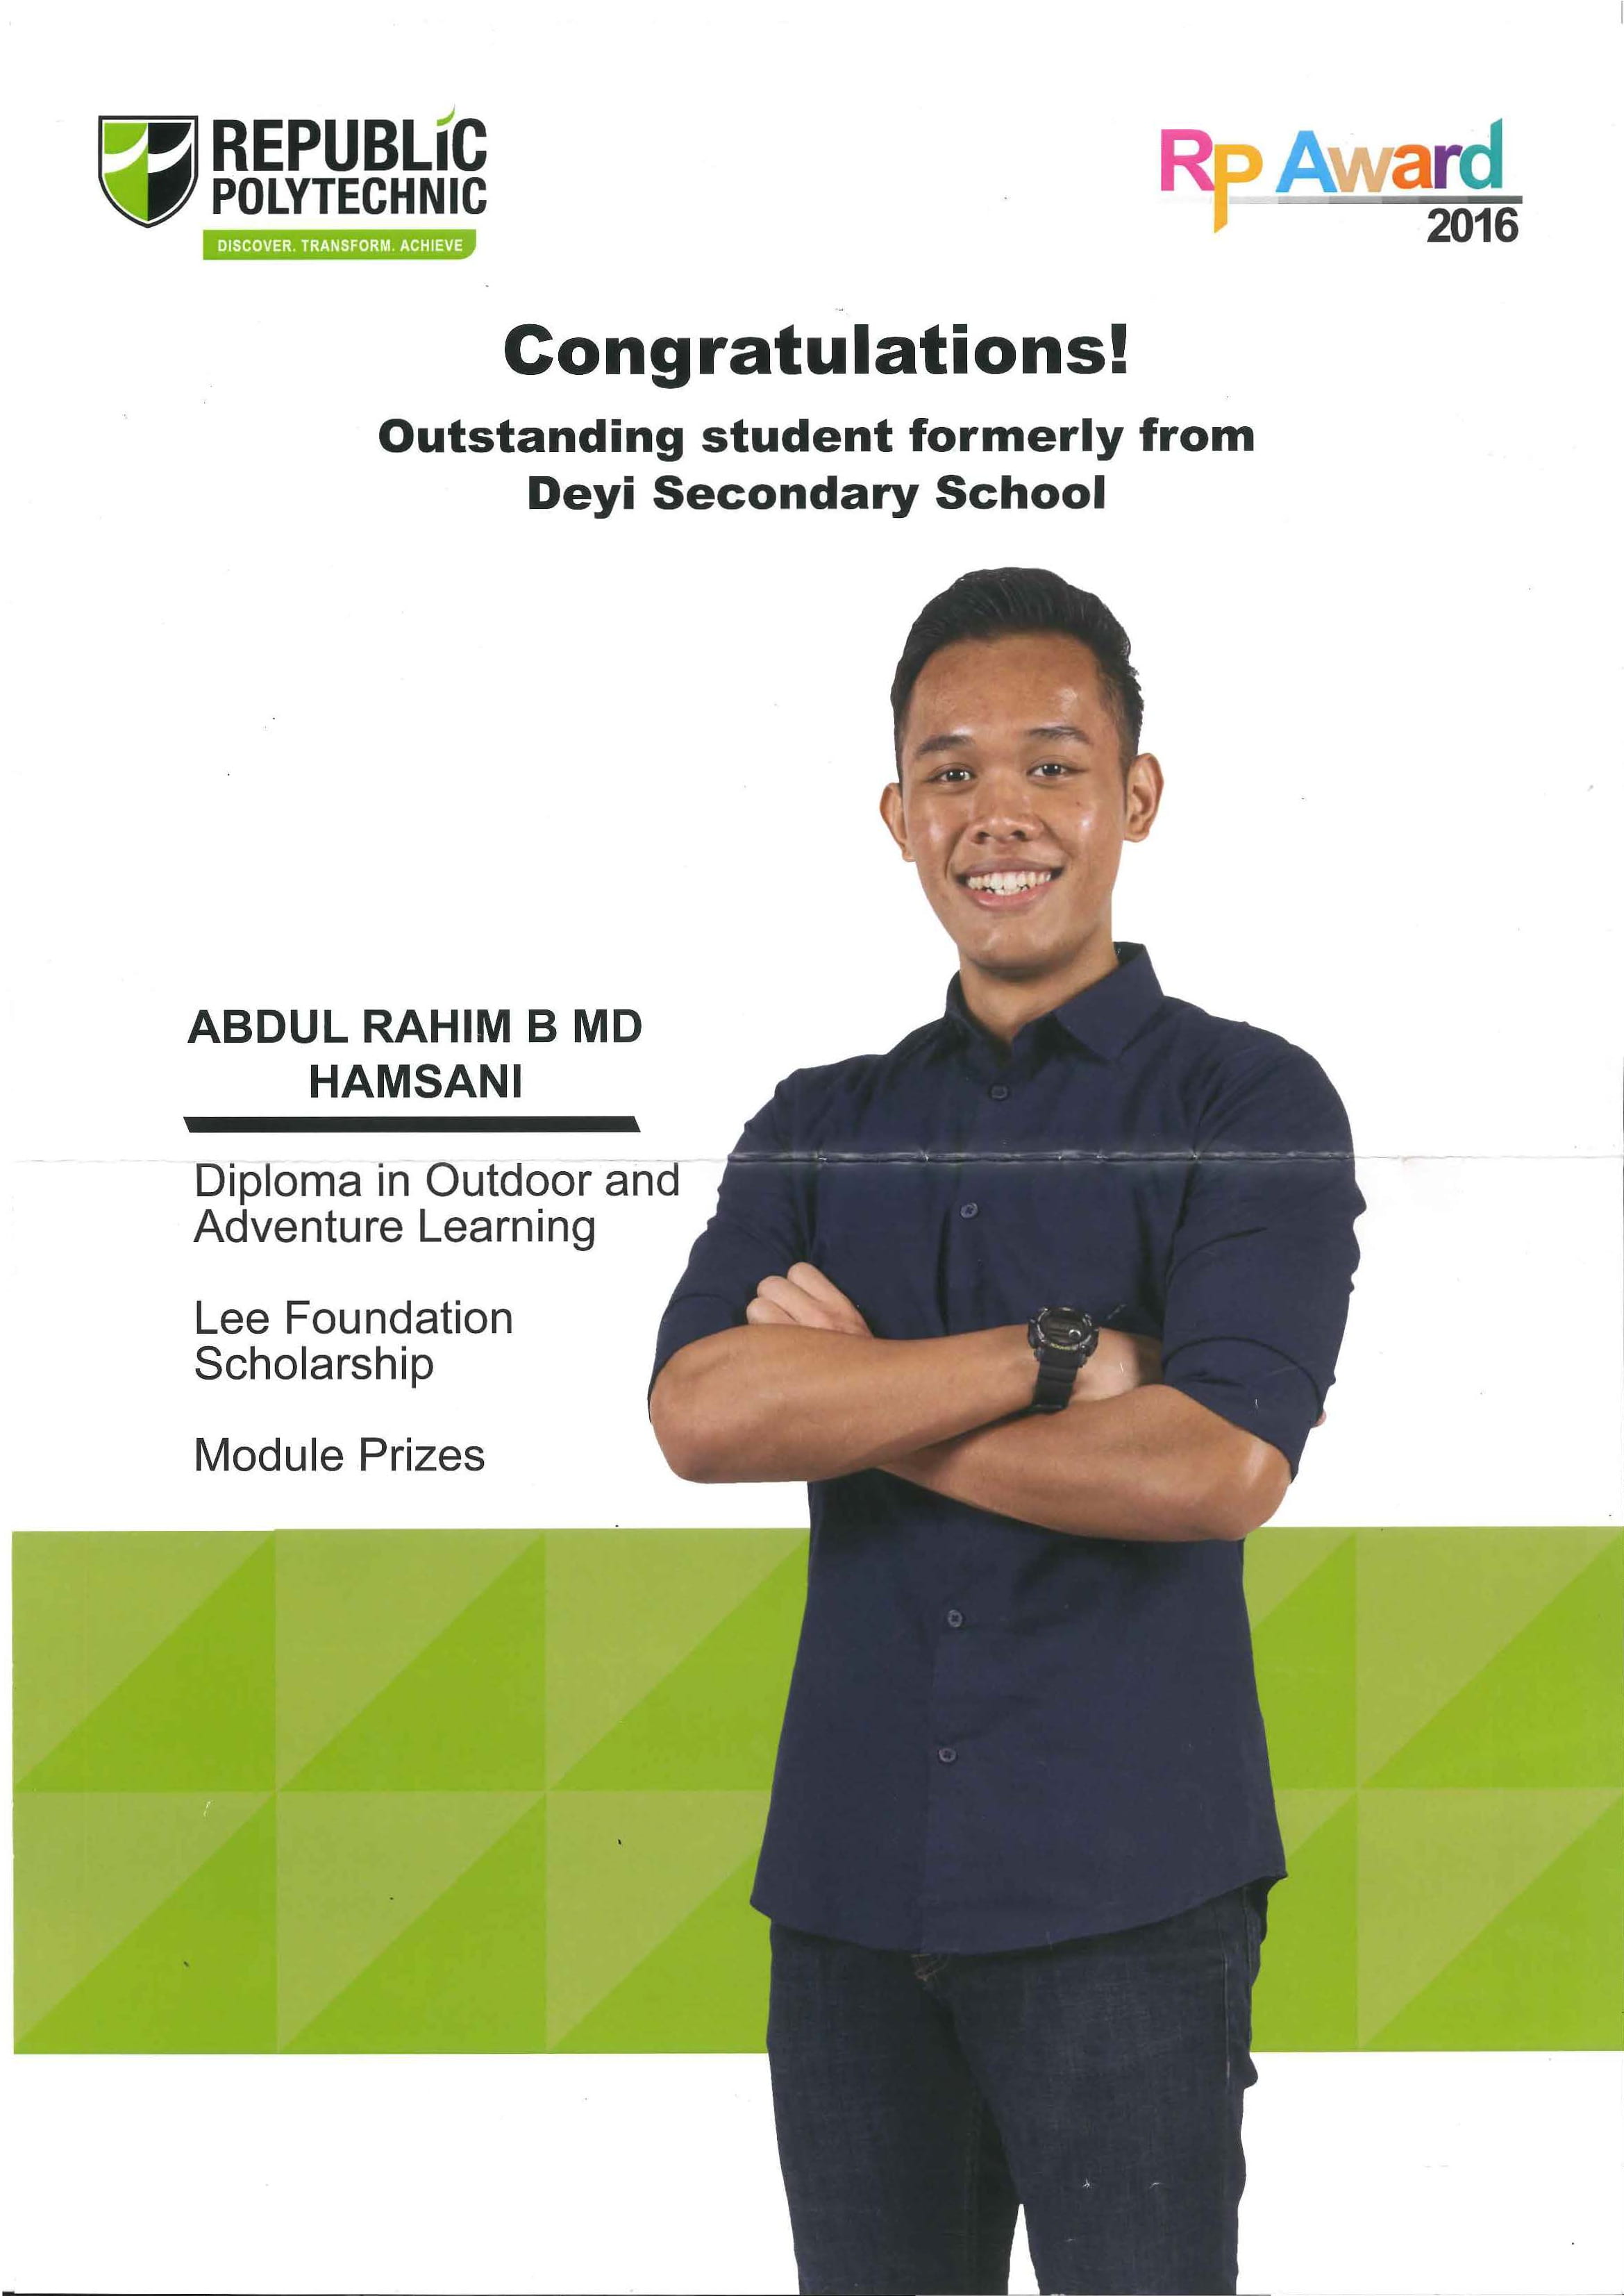 REPUBLIC
POLYTECHNIC
DISCOVER. TRANSFORM. ACHIEVE
Rp Award
2016
Congratulations!
Outstanding student formerly from
Deyi Secondary School
ABDUL RAHIM B MD
HAMSANI
Diploma in Outdoor and
Adventure Learning
Lee Foundation
Scholarship
Module Prizes